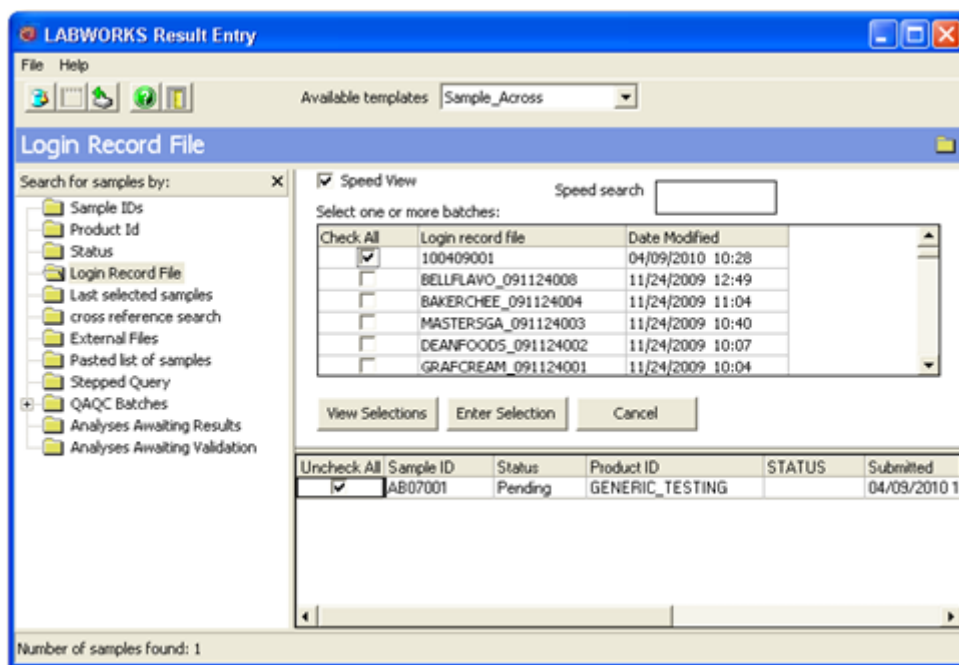 LABWORKS Result Entry
File Help
Available templates Sample_Across
Login Record File
Search for samples by:
Sample IDs
Product Id
Status
Login Record File
Last selected samples
cross reference search
External Files
Pasted list of samples
Stepped Query
QAQC Batches
Analyses Awaiting Results
Analyses Awaiting Validation
Speed View
Speed search
Select one or more batches:
Check All Login record file Date Modified
100409001 04/09/2010 10:28
BELLFLAVO_091124008 11/24/2009 12:49
BAKERCHEE_091124004 11/24/2009 11:04
MASTERSGA_091124003 11/24/2009 10:40
DEANFOODS_091124002 11/24/2009 10:07
GRAFCREAM_091124001 11/24/2009 10:04
View Selections Enter Selection Cancel
Uncheck All Sample ID Status Product ID STATUS Submitted
AB07001 Pending GENERIC_TESTING 04/09/2010 1
Number of samples found: 1